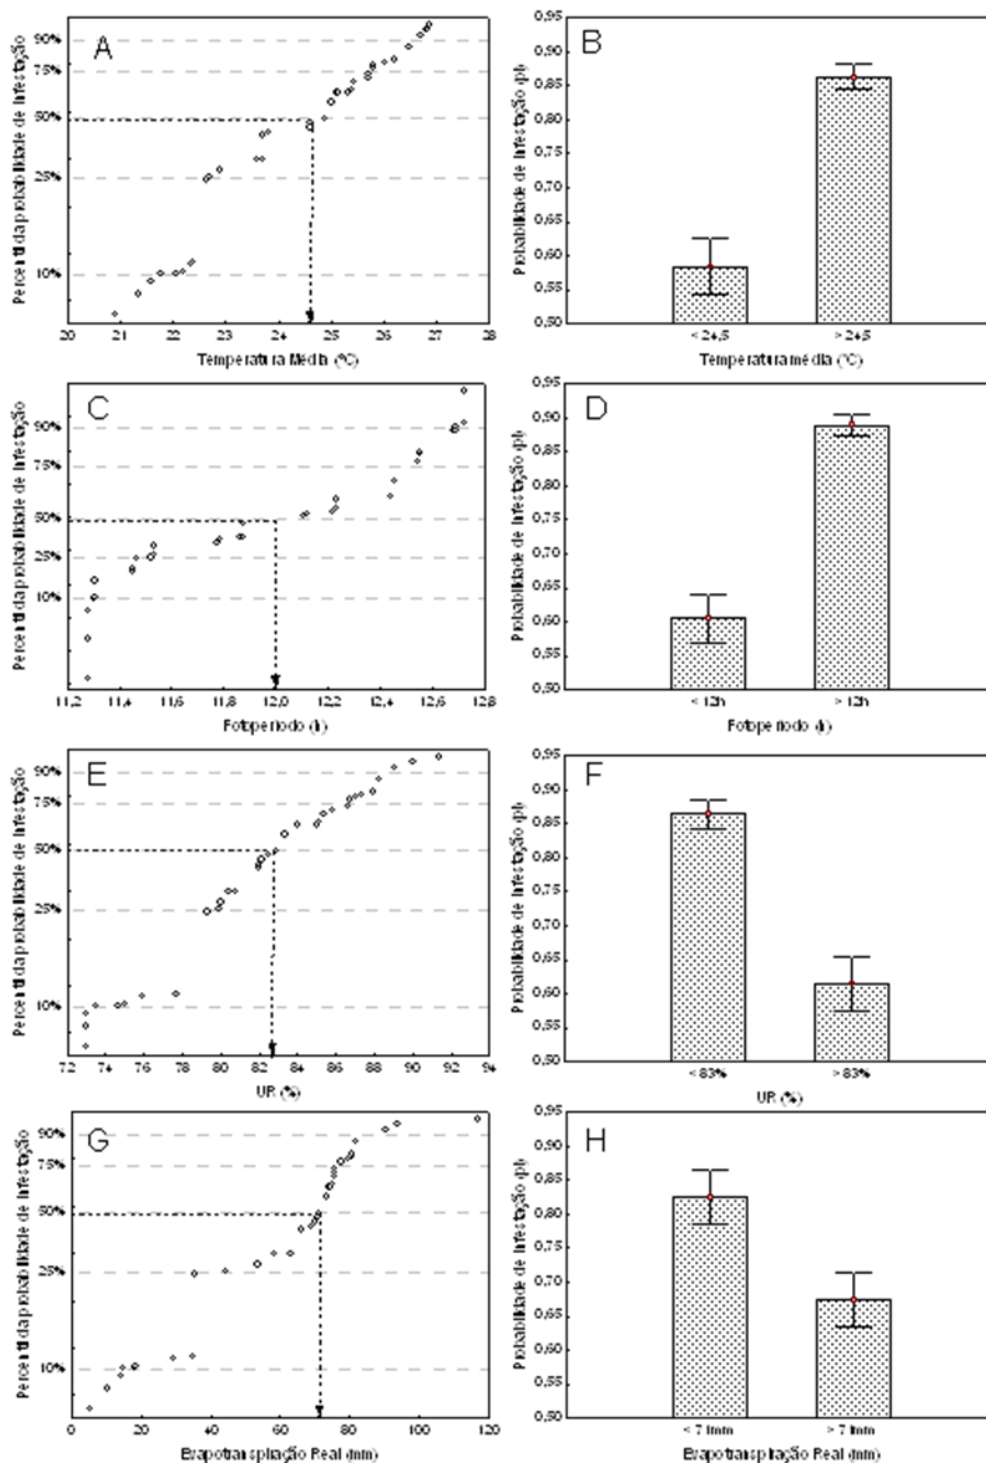 A
Percentil da probabilidade de Infestação
90%
75%
50%
25%
10%
20 21 22 23 24 25 26 27 28
Temperatura Média (°C)
B
Probabilidade de Infestação (pi)
0,95
0,90
0,85
0,80
0,75
0,70
0,65
0,60
0,55
0,50
< 24,5 > 24,5
Temperatura média (°C)
C
Percentil da probabilidade de Infestação
90%
75%
50%
25%
10%
11,2 11,4 11,6 11,8 12,0 12,2 12,4 12,6 12,8
Fotoperíodo (h)
D
Probabilidade de Infestação (pi)
0,95
0,90
0,85
0,80
0,75
0,70
0,65
0,60
0,55
0,50
< 12h > 12h
Fotoperíodo (h)
E
Percentil da probabilidade de Infestação
90%
75%
50%
25%
10%
72 74 76 78 80 82 84 86 88 90 92 94
UR (%)
F
Probabilidade de Infestação (pi)
0,95
0,90
0,85
0,80
0,75
0,70
0,65
0,60
0,55
0,50
< 83% > 83%
UR (%)
G
Percentil da probabilidade de Infestação
90%
75%
50%
25%
10%
0 20 40 60 80 100 120
Evapotranspiração Real (mm)
H
Probabilidade de Infestação (pi)
0,95
0,90
0,85
0,80
0,75
0,70
0,65
0,60
0,55
0,50
< 71mm > 71mm
Evapotranspiração Real (mm)